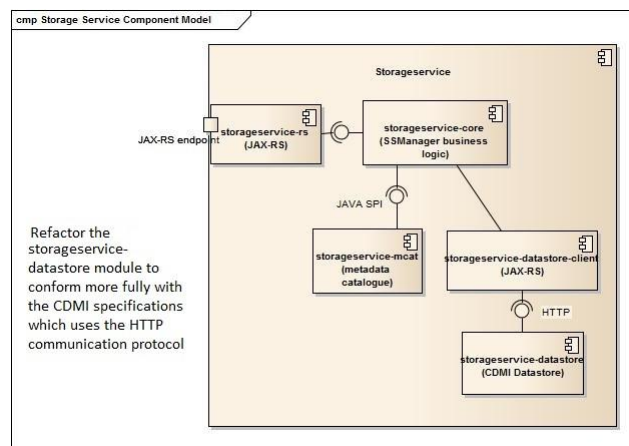 cmp Storage Service Component Model
Storageservice
JAX-RS endpoint
storageservice-rs
(JAX-RS)
storageservice-core
(SSManager business
logic)
JAVA SPI
storageservice-mcat
(metadata
catalogue)
storageservice-datastore-client
(JAX-RS)
HTTP
storageservice-datastore
(CDMI Datastore)
Refactor the
storageservice-
datastore module to
conform more fully with
the CDMI specifications
which uses the HTTP
communication protocol